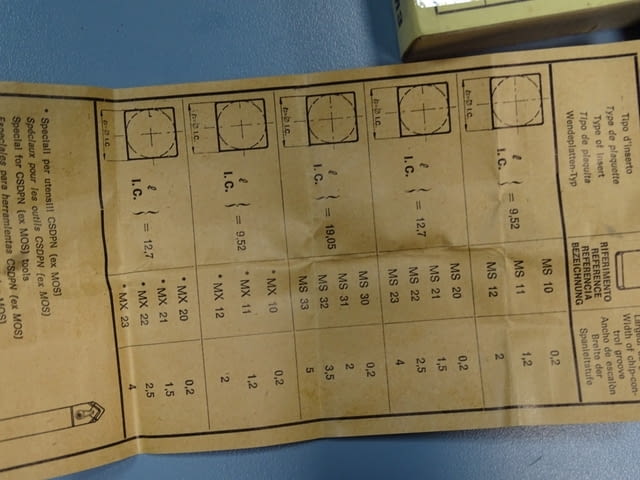 Tipo d'inserto
Type de plaquette
Type of Insert
Tipo de plaquita
Wendeplatten-Typ
RIFERIMENTO
REFERENCE
REFERENCIA
BEZEICHNUNG
Width of chip-con-
trol groove
Ancho de escalón
Breite der
Spanleitstufe
ℓ
I.C. } = 9,52
MS 10 0,2
MS 11 1,2
MS 12 2
ℓ
I.C. } = 12,7
MS 20 0,2
MS 21 1,5
MS 22 2,5
MS 23 4
ℓ
I.C. } = 19,05
MS 30 0,2
MS 31 2
MS 32 3,5
MS 33 5
ℓ
I.C. } = 9,52
* MX 10 0,2
* MX 11 1,2
* MX 12 2
ℓ
I.C. } = 12,7
* MX 20 0,2
* MX 21 1,5
* MX 22 2,5
* MX 23 4
* Speciali per utensili CSDPN (ex MOS)
Spéciaux pour les outils CSDPN (ex MOS)
Special for CSDPN (ex MOS) tools
Especiales para herramientas CSDPN (ex MOS)